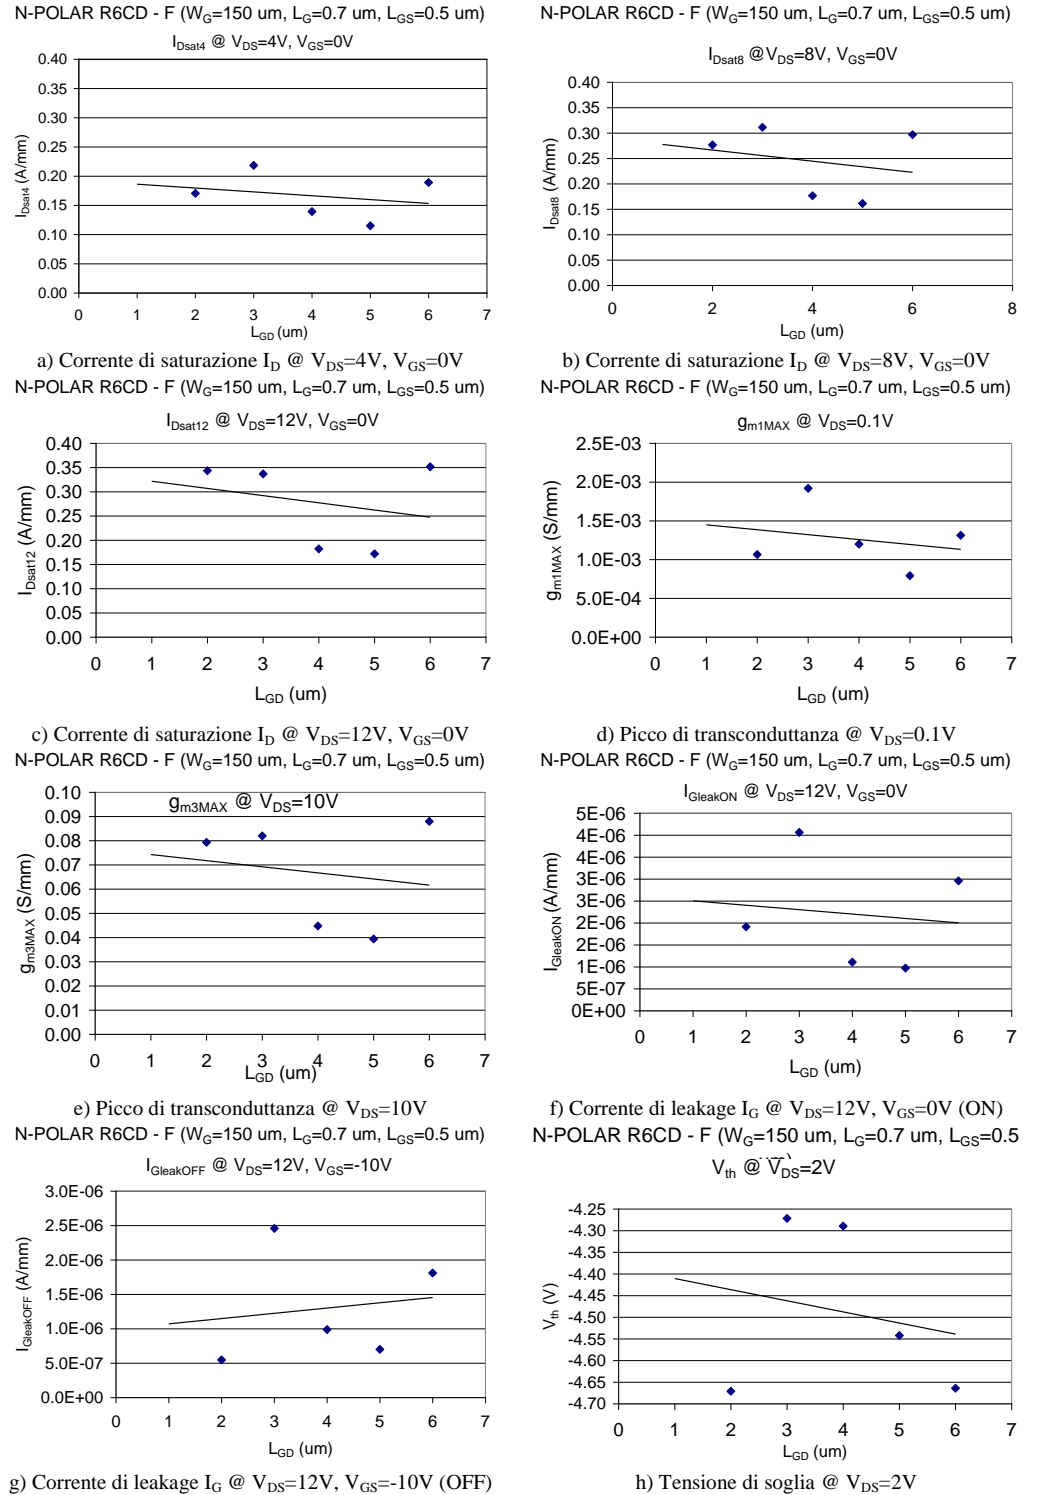 N-POLAR R6CD - F (WG=150 um, LG=0.7 um, LGS=0.5 um)
IDsat4 @ VDS=4V, VGS=0V
0.40
0.35
0.30
0.25
0.20
0.15
0.10
0.05
0.00
IDsat4 (A/mm)
0 1 2 3 4 5 6 7
LGD (um)
a) Corrente di saturazione ID @ VDS=4V, VGS=0V
N-POLAR R6CD - F (WG=150 um, LG=0.7 um, LGS=0.5 um)
IDsat8 @VDS=8V, VGS=0V
0.40
0.35
0.30
0.25
0.20
0.15
0.10
0.05
0.00
IDsat8 (A/mm)
0 2 4 6 8
LGD (um)
b) Corrente di saturazione ID @ VDS=8V, VGS=0V
N-POLAR R6CD - F (WG=150 um, LG=0.7 um, LGS=0.5 um)
IDsat12 @ VDS=12V, VGS=0V
0.40
0.35
0.30
0.25
0.20
0.15
0.10
0.05
0.00
IDsat12 (A/mm)
0 1 2 3 4 5 6 7
LGD (um)
c) Corrente di saturazione ID @ VDS=12V, VGS=0V
N-POLAR R6CD - F (WG=150 um, LG=0.7 um, LGS=0.5 um)
gm1MAX @ VDS=0.1V
2.5E-03
2.0E-03
1.5E-03
1.0E-03
5.0E-04
0.0E+00
gm1MAX (S/mm)
0 1 2 3 4 5 6 7
LGD (um)
d) Picco di transconduttanza @ VDS=0.1V
N-POLAR R6CD - F (WG=150 um, LG=0.7 um, LGS=0.5 um)
gm3MAX @ VDS=10V
0.10
0.09
0.08
0.07
0.06
0.05
0.04
0.03
0.02
0.01
0.00
gm3MAX (S/mm)
0 1 2 3 4 5 6 7
LGD (um)
e) Picco di transconduttanza @ VDS=10V
N-POLAR R6CD - F (WG=150 um, LG=0.7 um, LGS=0.5 um)
IGleakON @ VDS=12V, VGS=0V
5E-06
4E-06
4E-06
3E-06
3E-06
2E-06
2E-06
1E-06
5E-07
0E+00
IGleakON (A/mm)
0 1 2 3 4 5 6 7
LGD (um)
f) Corrente di leakage IG @ VDS=12V, VGS=0V (ON)
N-POLAR R6CD - F (WG=150 um, LG=0.7 um, LGS=0.5 um)
IGleakOFF @ VDS=12V, VGS=-10V
3.0E-06
2.5E-06
2.0E-06
1.5E-06
1.0E-06
5.0E-07
0.0E+00
IGleakOFF (A/mm)
0 1 2 3 4 5 6 7
LGD (um)
g) Corrente di leakage IG @ VDS=12V, VGS=-10V (OFF)
N-POLAR R6CD - F (WG=150 um, LG=0.7 um, LGS=0.5
Vth @ VDS=2V
-4.25
-4.30
-4.35
-4.40
-4.45
-4.50
-4.55
-4.60
-4.65
-4.70
Vth (V)
0 1 2 3 4 5 6 7
LGD (um)
h) Tensione di soglia @ VDS=2V